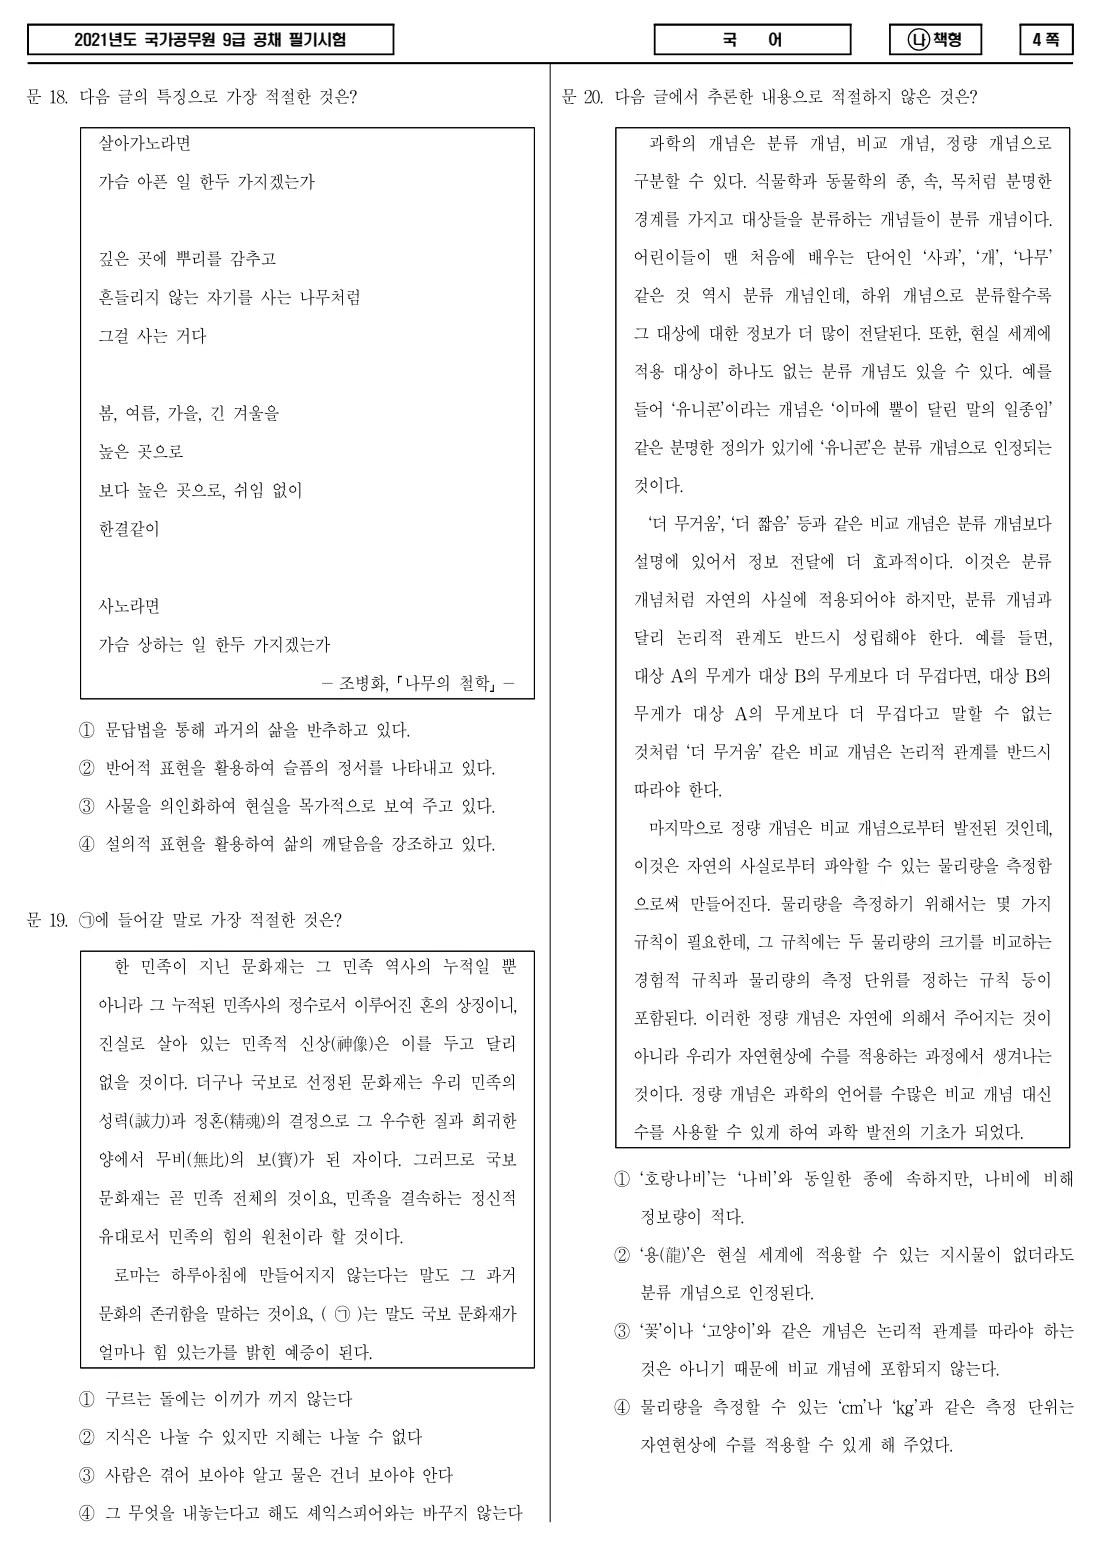 2021년도 국가공무원 9급 공채 필기시험
국 어
㉯ 책형
4 쪽
문 18. 다음 글의 특징으로 가장 적절한 것은?
살아가노라면
가슴 아픈 일 한두 가지겠는가
깊은 곳에 뿌리를 감추고
흔들리지 않는 자기를 사는 나무처럼
그걸 사는 거다
봄, 여름, 가을, 긴 겨울을
높은 곳으로
보다 높은 곳으로, 쉬임 없이
한결같이
사노라면
가슴 상하는 일 한두 가지겠는가
- 조병화, 「나무의 철학」 -
① 문답법을 통해 과거의 삶을 반추하고 있다.
② 반어적 표현을 활용하여 슬픔의 정서를 나타내고 있다.
③ 사물을 의인화하여 현실을 목가적으로 보여 주고 있다.
④ 설의적 표현을 활용하여 삶의 깨달음을 강조하고 있다.
문 19. ㉠에 들어갈 말로 가장 적절한 것은?
한 민족이 지닌 문화재는 그 민족 역사의 누적일 뿐
아니라 그 누적된 민족사의 정수로서 이루어진 혼의 상징이니,
진실로 살아 있는 민족적 신상(神像)은 이를 두고 달리
없을 것이다. 더구나 국보로 선정된 문화재는 우리 민족의
성력(誠力)과 정혼(精魂)의 결정으로 그 우수한 질과 희귀한
양에서 무비(無比)의 보(寶)가 된 자이다. 그러므로 국보
문화재는 곧 민족 전체의 것이요, 민족을 결속하는 정신적
유대로서 민족의 힘의 원천이라 할 것이다.
로마는 하루아침에 만들어지지 않는다는 말도 그 과거
문화의 존귀함을 말하는 것이요, ( ㉠ )는 말도 국보 문화재가
얼마나 힘 있는가를 밝힌 예증이 된다.
① 구르는 돌에는 이끼가 끼지 않는다
② 지식은 나눌 수 있지만 지혜는 나눌 수 없다
③ 사람은 겪어 보아야 알고 물은 건너 보아야 안다
④ 그 무엇을 내놓는다고 해도 셰익스피어와는 바꾸지 않는다
문 20. 다음 글에서 추론한 내용으로 적절하지 않은 것은?
과학의 개념은 분류 개념, 비교 개념, 정량 개념으로
구분할 수 있다. 식물학과 동물학의 종, 속, 목처럼 분명한
경계를 가지고 대상들을 분류하는 개념들이 분류 개념이다.
어린이들이 맨 처음에 배우는 단어인 ‘사과’, ‘개’, ‘나무’
같은 것 역시 분류 개념인데, 하위 개념으로 분류할수록
그 대상에 대한 정보가 더 많이 전달된다. 또한, 현실 세계에
적용 대상이 하나도 없는 분류 개념도 있을 수 있다. 예를
들어 ‘유니콘’이라는 개념은 ‘이마에 뿔이 달린 말의 일종임’
같은 분명한 정의가 있기에 ‘유니콘’은 분류 개념으로 인정되는
것이다.
‘더 무거움’, ‘더 짧음’ 등과 같은 비교 개념은 분류 개념보다
설명에 있어서 정보 전달에 더 효과적이다. 이것은 분류
개념처럼 자연의 사실에 적용되어야 하지만, 분류 개념과
달리 논리적 관계도 반드시 성립해야 한다. 예를 들면,
대상 A의 무게가 대상 B의 무게보다 더 무겁다면, 대상 B의
무게가 대상 A의 무게보다 더 무겁다고 말할 수 없는
것처럼 ‘더 무거움’ 같은 비교 개념은 논리적 관계를 반드시
따라야 한다.
마지막으로 정량 개념은 비교 개념으로부터 발전된 것인데,
이것은 자연의 사실로부터 파악할 수 있는 물리량을 측정함
으로써 만들어진다. 물리량을 측정하기 위해서는 몇 가지
규칙이 필요한데, 그 규칙에는 두 물리량의 크기를 비교하는
경험적 규칙과 물리량의 측정 단위를 정하는 규칙 등이
포함된다. 이러한 정량 개념은 자연에 의해서 주어지는 것이
아니라 우리가 자연현상에 수를 적용하는 과정에서 생겨나는
것이다. 정량 개념은 과학의 언어를 수많은 비교 개념 대신
수를 사용할 수 있게 하여 과학 발전의 기초가 되었다.
① ‘호랑나비’는 ‘나비’와 동일한 종에 속하지만, 나비에 비해
정보량이 적다.
② ‘용(龍)’은 현실 세계에 적용할 수 있는 지시물이 없더라도
분류 개념으로 인정된다.
③ ‘꽃’이나 ‘고양이’와 같은 개념은 논리적 관계를 따라야 하는
것은 아니기 때문에 비교 개념에 포함되지 않는다.
④ 물리량을 측정할 수 있는 ‘cm’나 ‘kg’과 같은 측정 단위는
자연현상에 수를 적용할 수 있게 해 주었다.